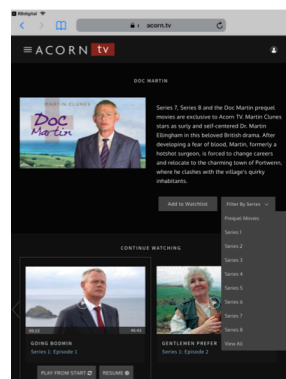 acorn.tv
ACORN tv
DOC MARTIN
MARTIN CLUNES
Doc
Martin
Series 7, Series 8 and the Doc Martin prequel
movies are exclusive to Acorn TV. Martin Clunes
stars as surly and self-centered Dr. Martin
Ellingham in this beloved British drama. After
developing a fear of blood, Martin, formerly a
hotshot surgeon, is forced to change careers
and relocate to the charming town of Portwenn,
where he clashes with the village's quirky
inhabitants.
Add to Watchlist
Filter By Series
Prequel Movies
Series 1
Series 2
Series 3
Series 4
Series 5
Series 6
Series 7
Series 8
View All
CONTINUE WATCHING
46:43
GOING BODMIN
Series 1: Episode 1
PLAY FROM START
RESUME
GENTLEMEN PREFER
Series 1: Episode 2